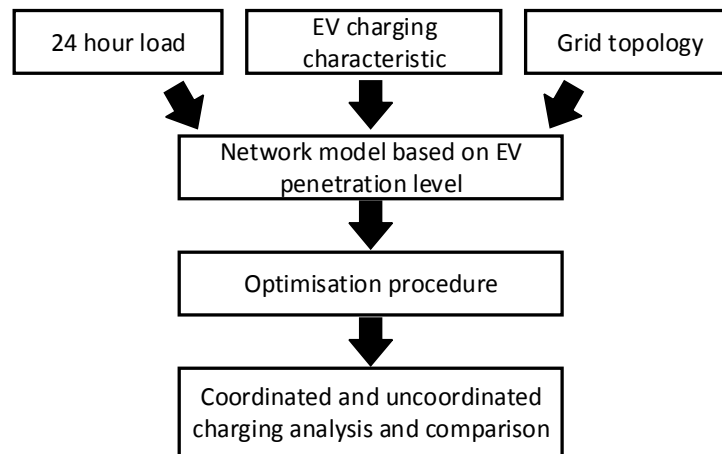 24 hour load
EV charging
characteristic
Grid topology
Network model based on EV
penetration level
Optimisation procedure
Coordinated and uncoordinated
charging analysis and comparison